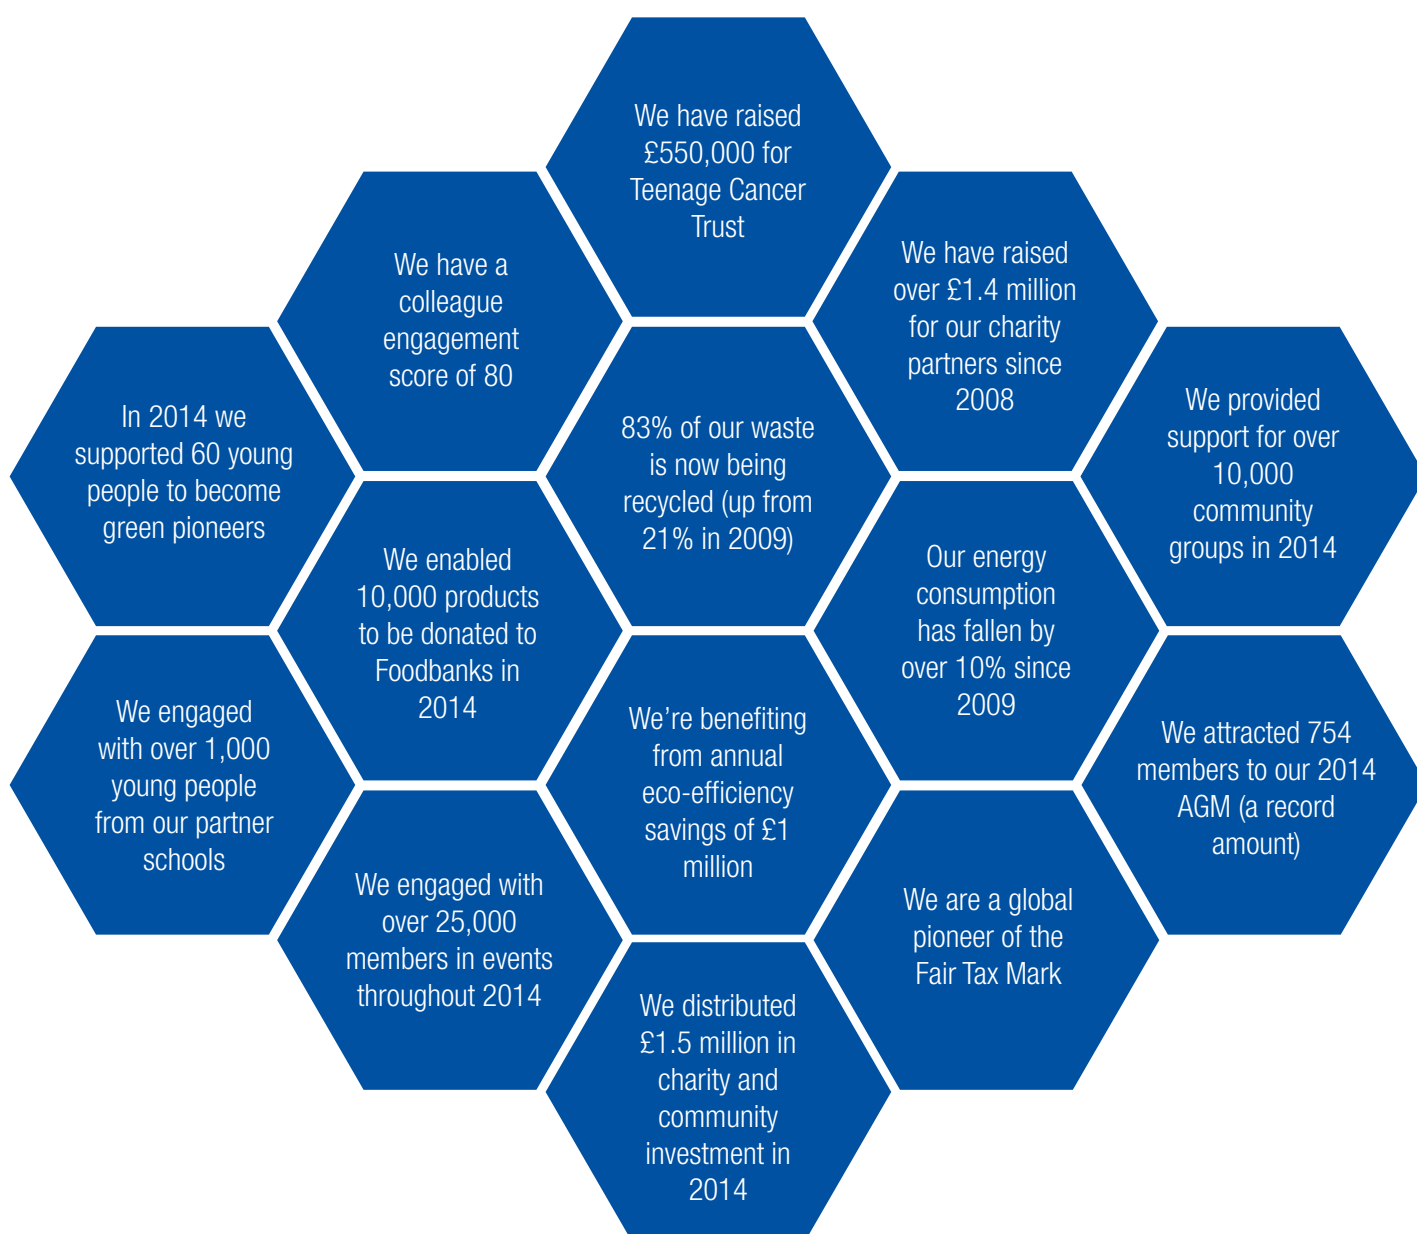 We have raised
£550,000 for
Teenage Cancer
Trust
We have a
colleague
engagement
score of 80
We have raised
over £1.4 million
for our charity
partners since
2008
In 2014 we
supported 60 young
people to become
green pioneers
83% of our waste
is now being
recycled (up from
21% in 2009)
We provided
support for over
10,000
community
groups in 2014
We enabled
10,000 products
to be donated to
Foodbanks in
2014
Our energy
consumption
has fallen by
over 10% since
2009
We engaged
with over 1,000
young people
from our partner
schools
We're benefiting
from annual
eco-efficiency
savings of £1
million
We attracted 754
members to our 2014
AGM (a record
amount)
We engaged with
over 25,000
members in events
throughout 2014
We are a global
pioneer of the
Fair Tax Mark
We distributed
£1.5 million in
charity and
community
investment in
2014